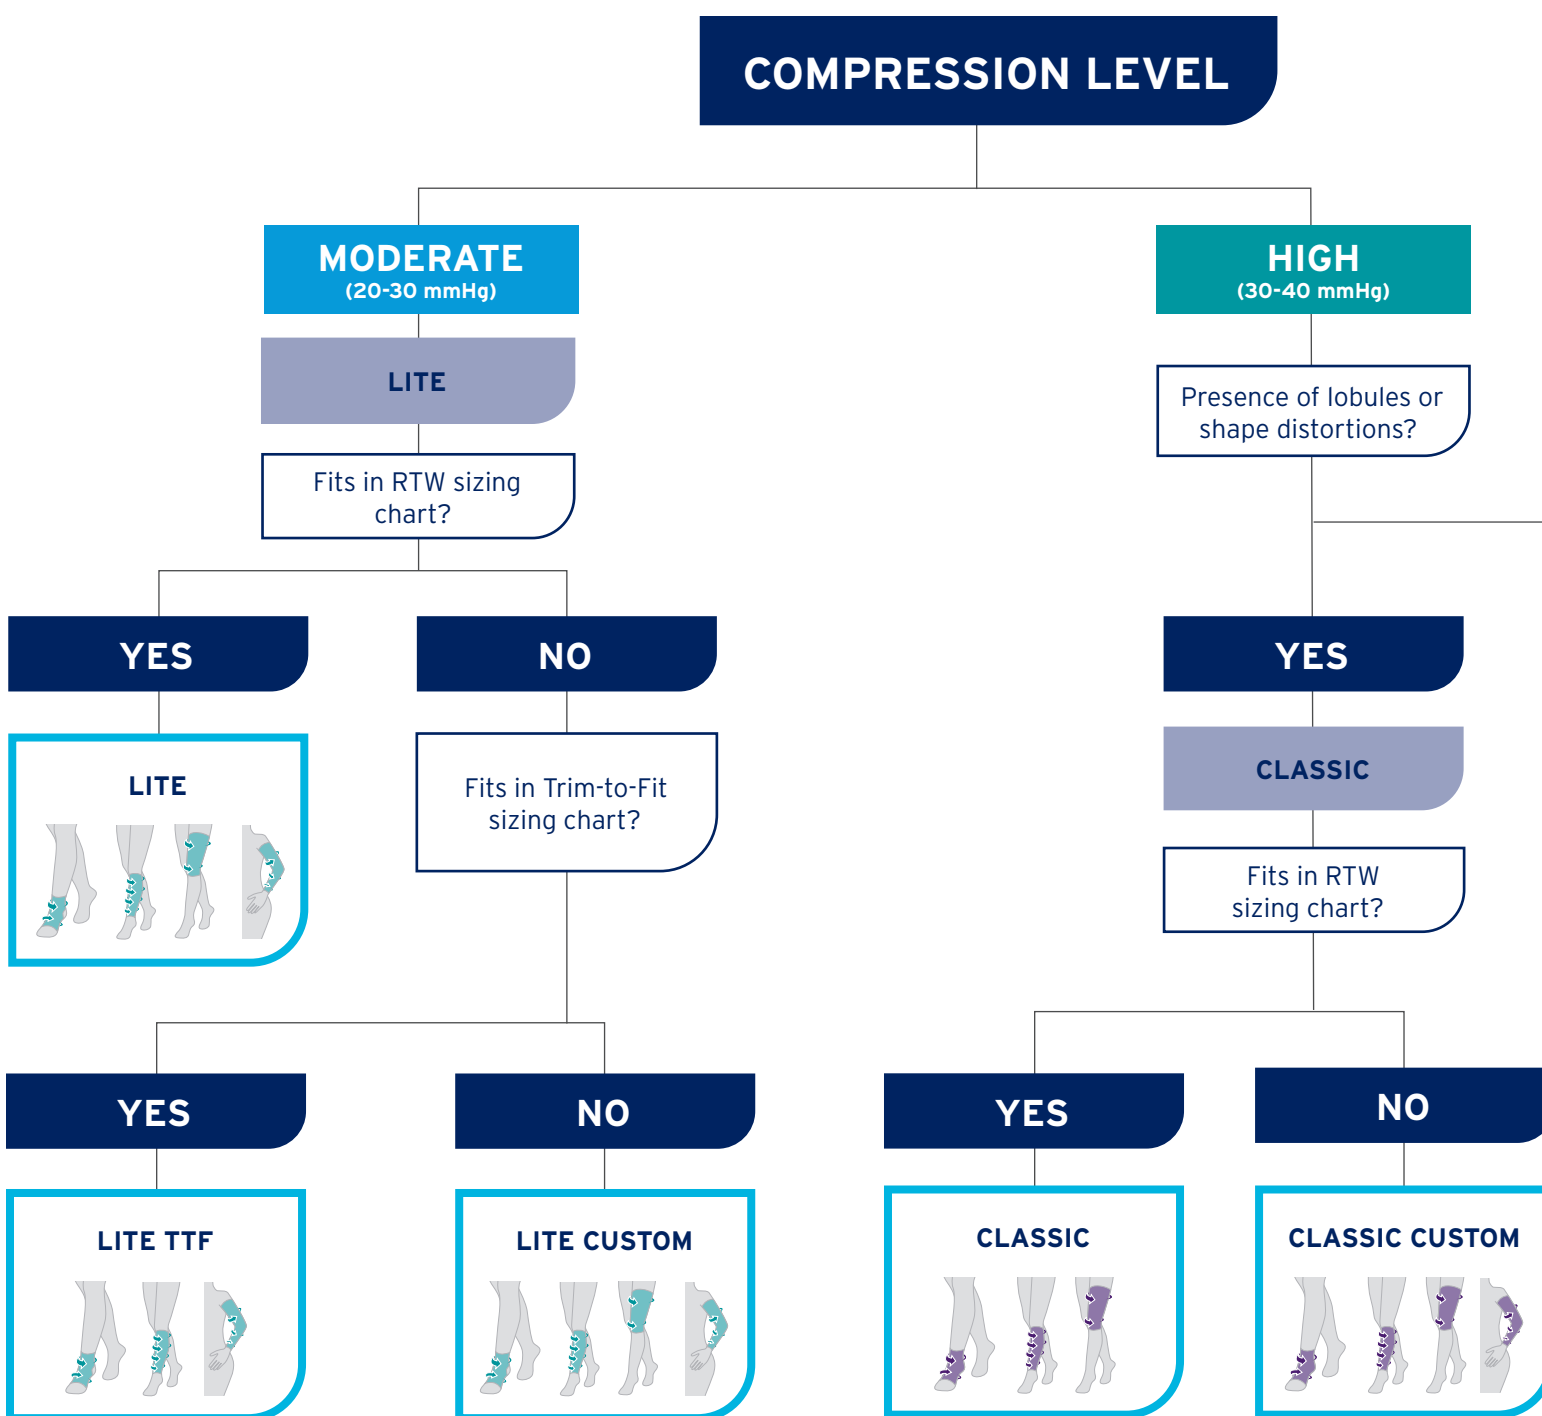 COMPRESSION LEVEL
MODERATE
(20-30 mmHg)
HIGH
(30-40 mmHg)
LITE
Presence of lobules or
shape distortions?
Fits in RTW sizing
chart?
YES
NO
YES
LITE
Fits in Trim-to-Fit
sizing chart?
CLASSIC
Fits in RTW
sizing chart?
YES
NO
YES
NO
LITE TTF
LITE CUSTOM
CLASSIC
CLASSIC CUSTOM